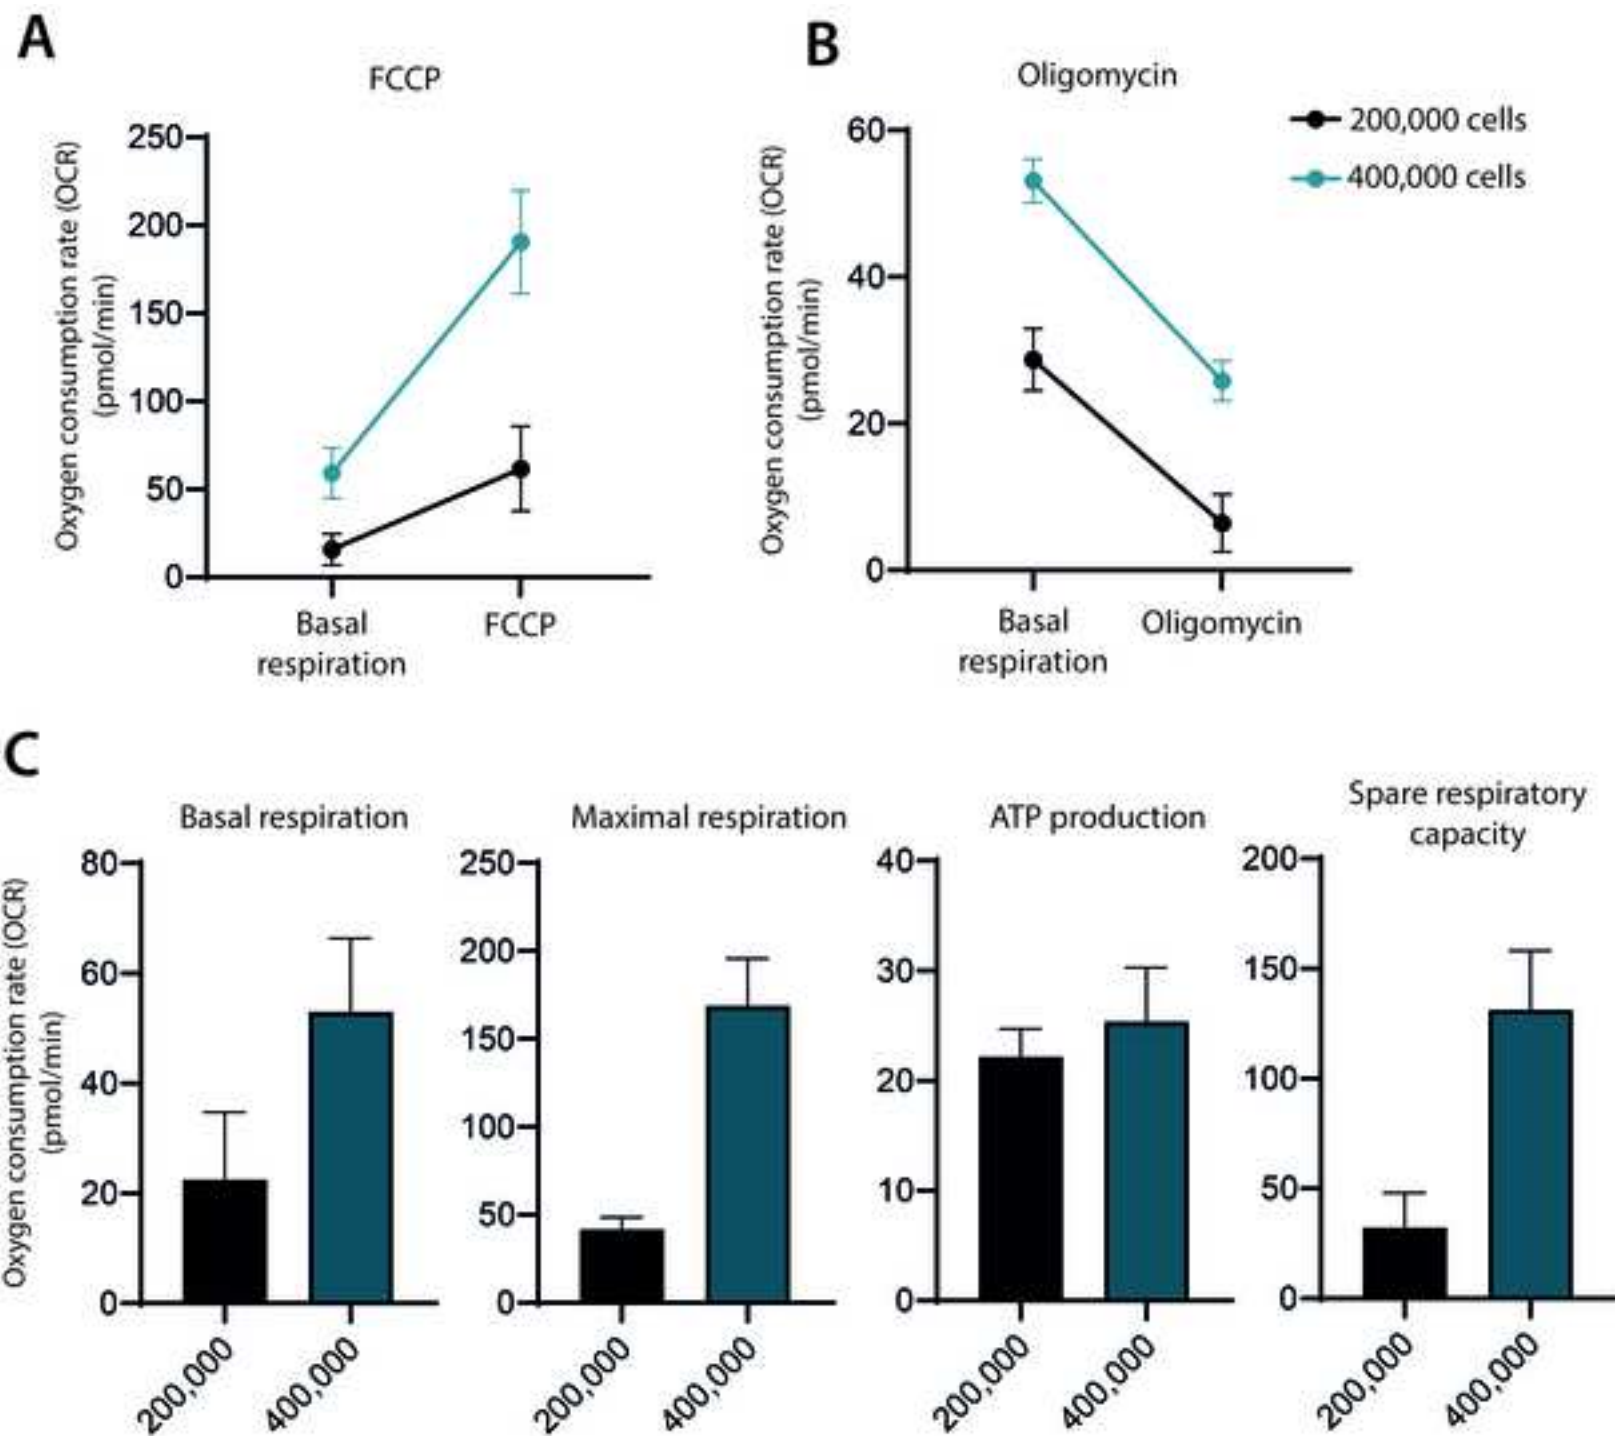 A
FCCP
Oxygen consumption rate (OCR)
(pmol/min)
250
200
150
100
50
0
Basal
respiration
FCCP
B
Oligomycin
Oxygen consumption rate (OCR)
(pmol/min)
60
40
20
0
Basal
respiration
Oligomycin
200,000 cells
400,000 cells
C
Oxygen consumption rate (OCR)
(pmol/min)
Basal respiration
80
60
40
20
0
200,000
400,000
Maximal respiration
250
200
150
100
50
0
200,000
400,000
ATP production
40
30
20
10
0
200,000
400,000
Spare respiratory
capacity
200
150
100
50
0
200,000
400,000